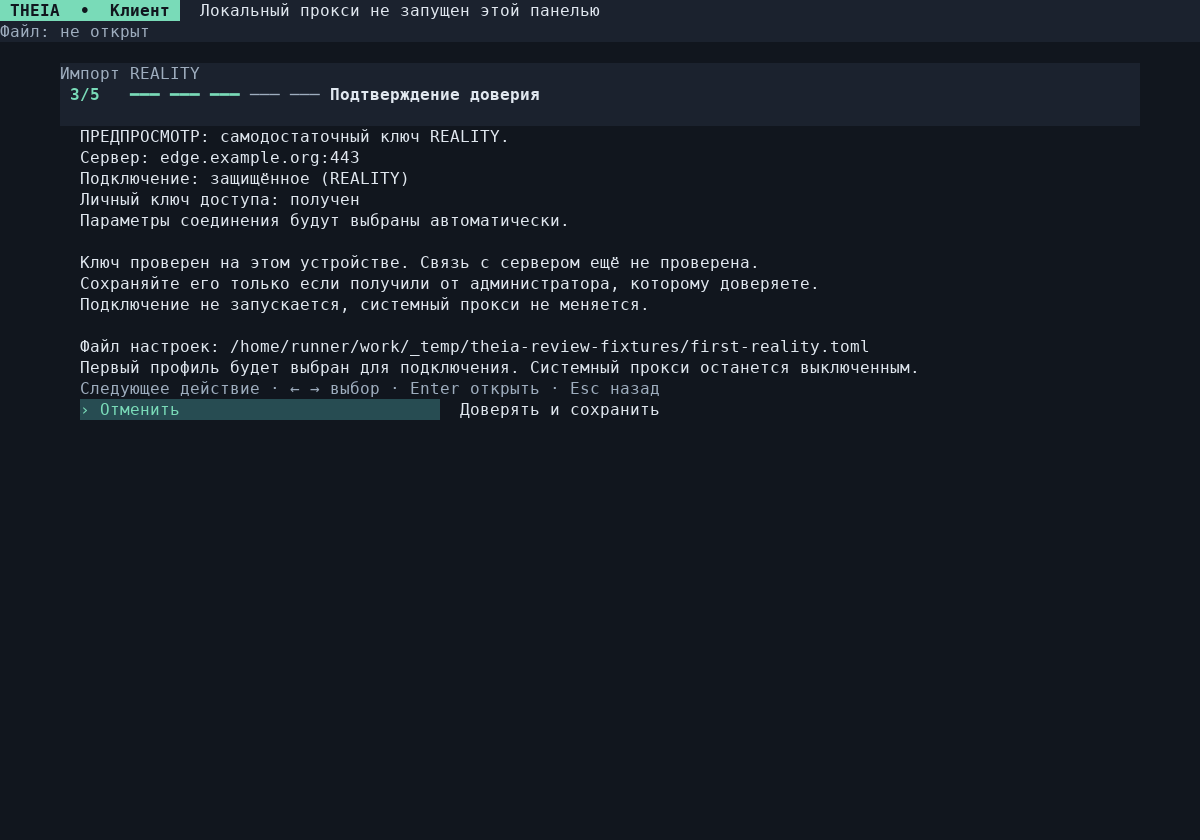 THEIA • Клиент Локальный прокси не запущен этой панелью
Файл: не открыт
Импорт REALITY
3/5 ━━━ ━━━ ━━━ ─── ─── Подтверждение доверия
ПРЕДПРОСМОТР: самодостаточный ключ REALITY.
Сервер: edge.example.org:443
Подключение: защищённое (REALITY)
Личный ключ доступа: получен
Параметры соединения будут выбраны автоматически.
Ключ проверен на этом устройстве. Связь с сервером ещё не проверена.
Сохраняйте его только если получили от администратора, которому доверяете.
Подключение не запускается, системный прокси не меняется.
Файл настроек: /home/runner/work/_temp/theia-review-fixtures/first-reality.toml
Первый профиль будет выбран для подключения. Системный прокси останется выключенным.
Следующее действие · ← → выбор · Enter открыть · Esc назад
› Отменить Доверять и сохранить